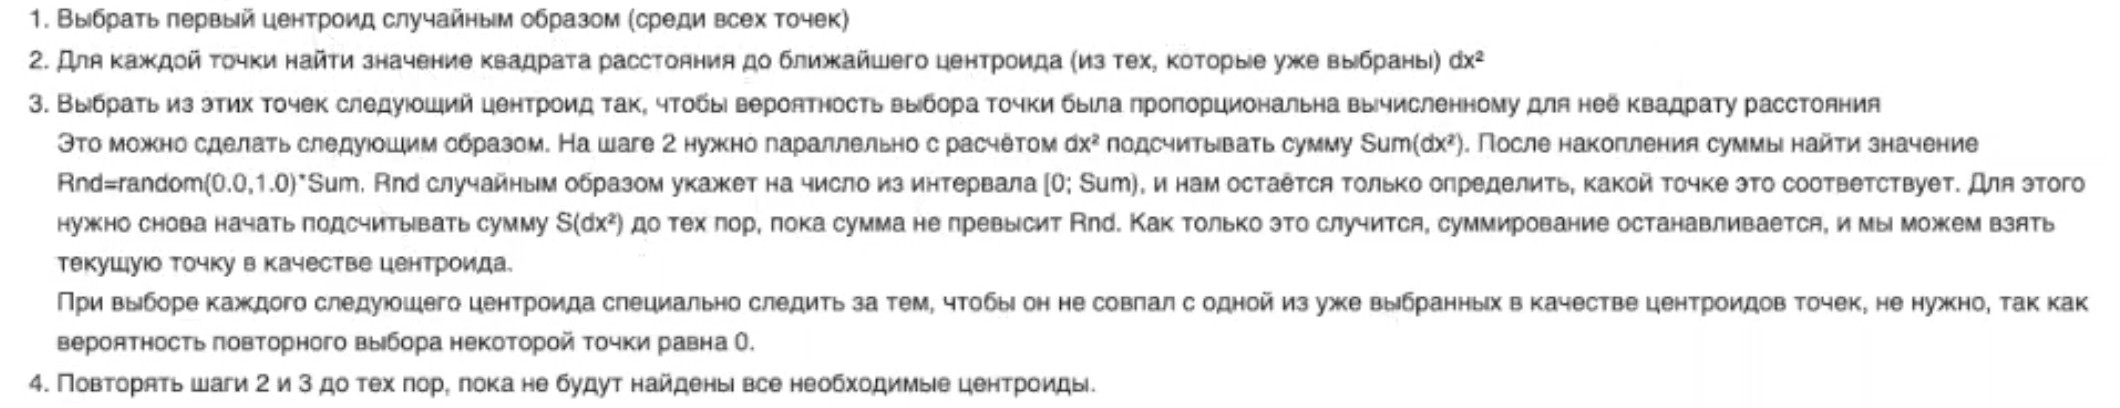 1. Выбрать первый центроид случайным образом (среди всех точек)
2. Для каждой точки найти значение квадрата расстояния до ближайшего центроида (из тех, которые уже выбраны) dx²
3. Выбрать из этих точек следующий центроид так, чтобы вероятность выбора точки была пропорциональна вычисленному для неё квадрату расстояния
Это можно сделать следующим образом. На шаге 2 нужно параллельно с расчётом dx² подсчитывать сумму Sum(dx²). После накопления суммы найти значение
Rnd=random(0.0,1.0)*Sum. Rnd случайным образом укажет на число из интервала [0; Sum), и нам остаётся только определить, какой точке это соответствует. Для этого
нужно снова начать подсчитывать сумму S(dx²) до тех пор, пока сумма не превысит Rnd. Как только это случится, суммирование останавливается, и мы можем взять
текущую точку в качестве центроида.
При выборе каждого следующего центроида специально следить за тем, чтобы он не совпал с одной из уже выбранных в качестве центроидов точек, не нужно, так как
вероятность повторного выбора некоторой точки равна 0.
4. Повторять шаги 2 и 3 до тех пор, пока не будут найдены все необходимые центроиды.